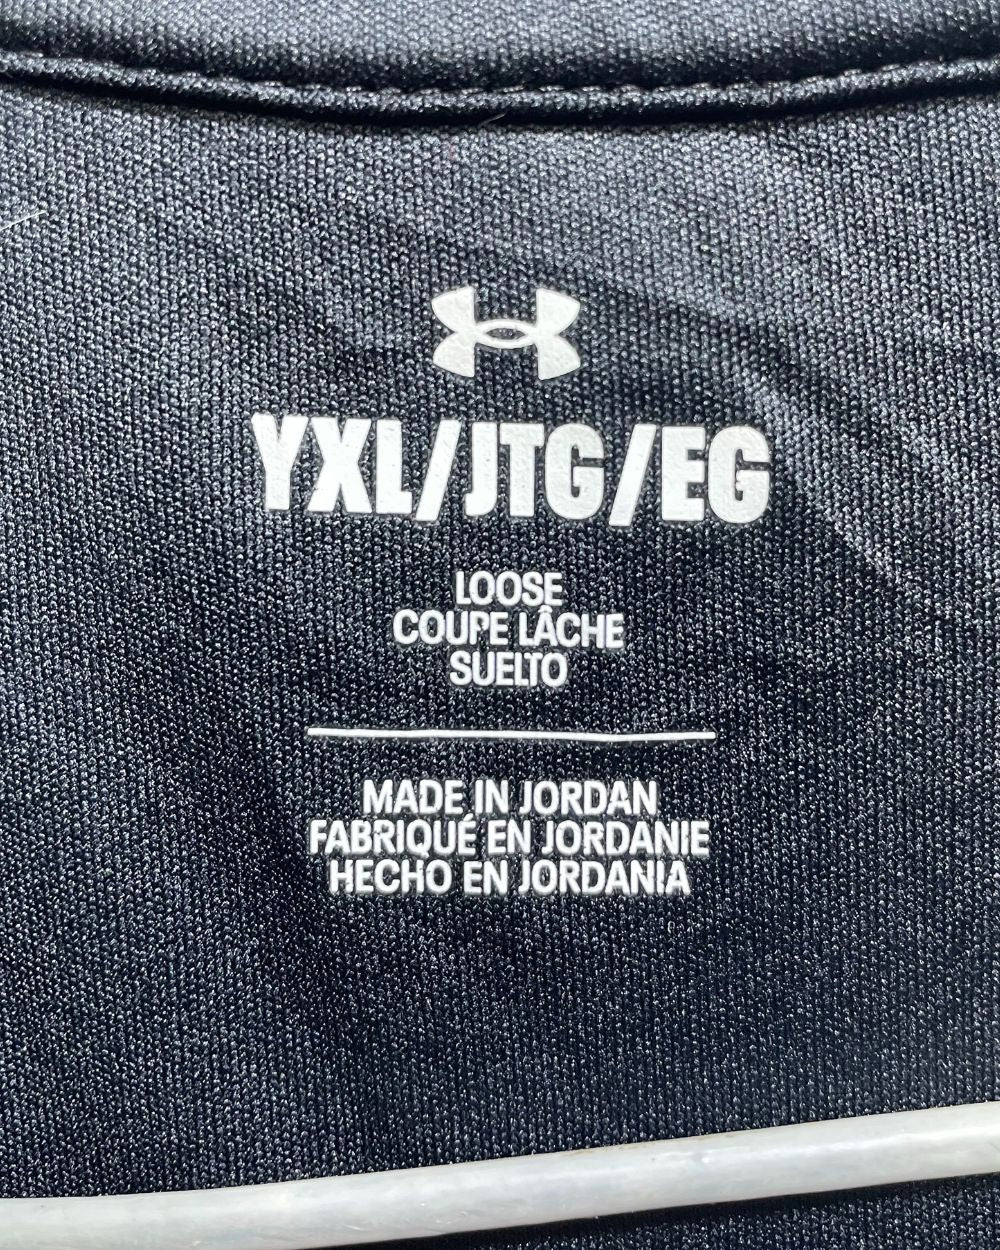 YXL/JTG/EG
LOOSE
COUPE LÂCHE
SUELTO
MADE IN JORDAN
FABRIQUÉ EN JORDANIE
HECHO EN JORDANIA